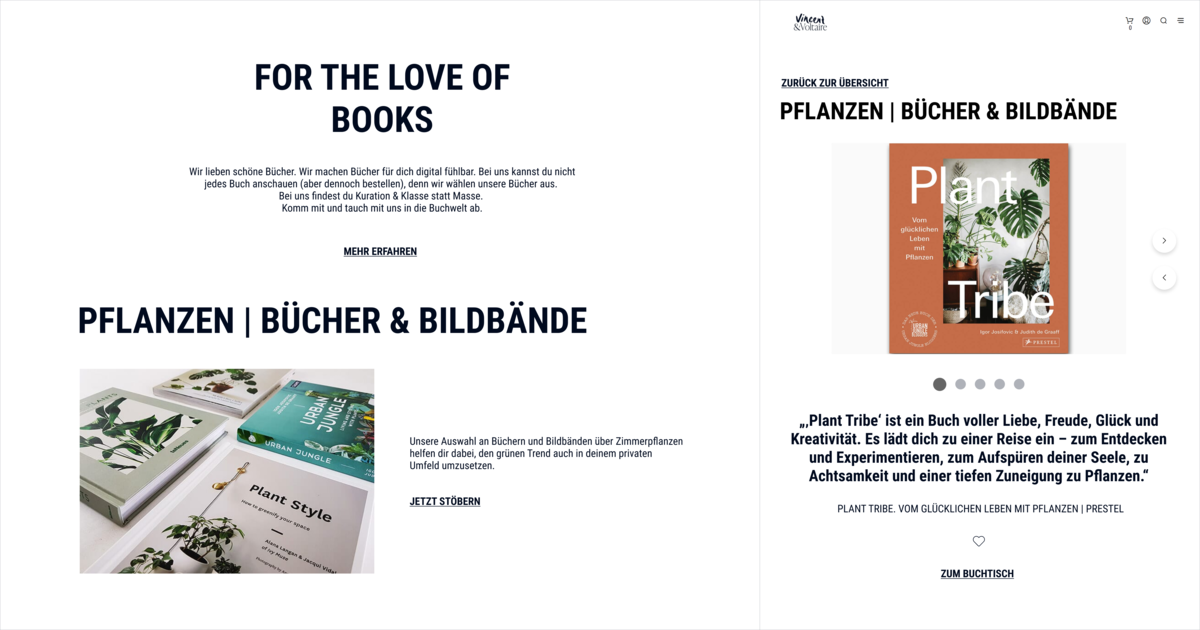 FOR THE LOVE OF
BOOKS
Wir lieben schöne Bücher. Wir machen Bücher für dich digital fühlbar. Bei uns kannst du nicht
jedes Buch anschauen (aber dennoch bestellen), denn wir wählen unsere Bücher aus.
Bei uns findest du Kuration & Klasse statt Masse.
Komm mit und tauch mit uns in die Buchwelt ab.
MEHR ERFAHREN
PFLANZEN | BÜCHER & BILDBÄNDE
URBAN
JUNGLE
URBAN JUNGLE
Plant Style
How to greenify your space
Alana Langan & Jacqui Vidal
of Ivy Muse
Unsere Auswahl an Büchern und Bildbänden über Zimmerpflanzen
helfen dir dabei, den grünen Trend auch in deinem privaten
Umfeld umzusetzen.
JETZT STÖBERN
Vincent
&Voltaire
0
ZURÜCK ZUR ÜBERSICHT
PFLANZEN | BÜCHER & BILDBÄNDE
Plant
Vom
glücklichen
Leben
mit
Pflanzen
Tribe
URBAN
JUNGLE
Igor Josifovic & Judith de Graaff
PRESTEL
„‚Plant Tribe‘ ist ein Buch voller Liebe, Freude, Glück und
Kreativität. Es lädt dich zu einer Reise ein – zum Entdecken
und Experimentieren, zum Aufspüren deiner Seele, zu
Achtsamkeit und einer tiefen Zuneigung zu Pflanzen.“
PLANT TRIBE. VOM GLÜCKLICHEN LEBEN MIT PFLANZEN | PRESTEL
ZUM BUCHTISCH